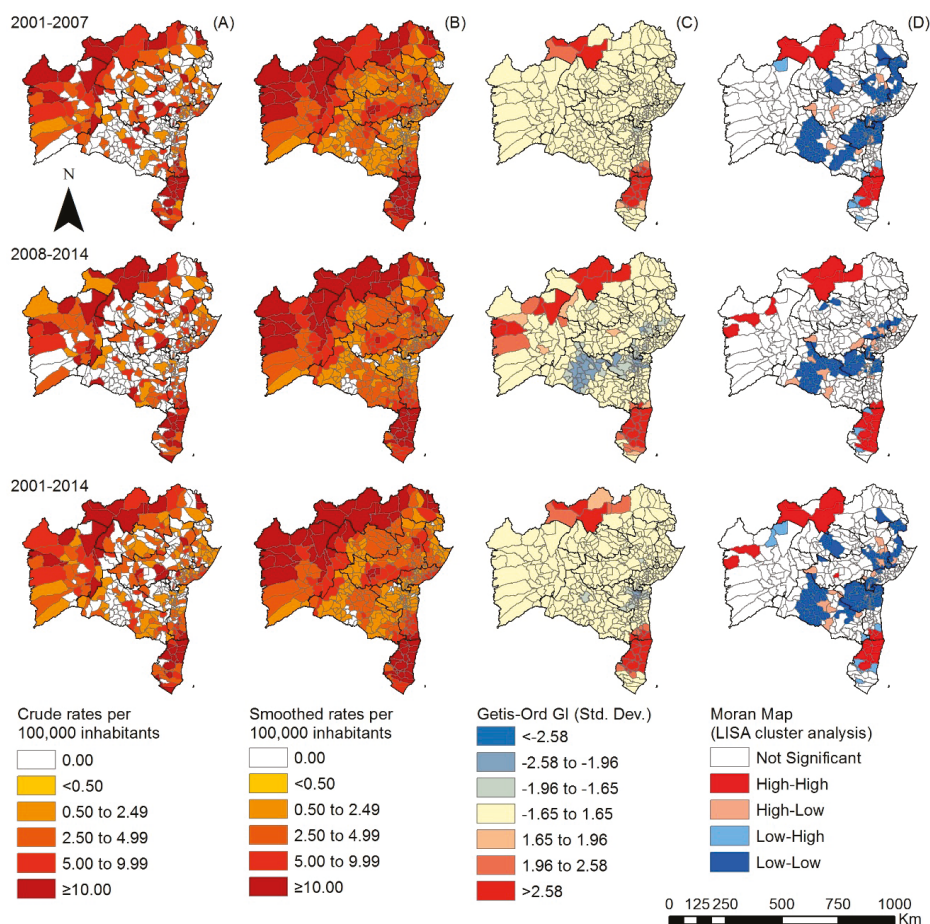 2001-2007
(A)
(B)
(C)
(D)
N
2008-2014
2001-2014
Crude rates per
100,000 inhabitants
0.00
<0.50
0.50 to 2.49
2.50 to 4.99
5.00 to 9.99
≥10.00
Smoothed rates per
100,000 inhabitants
0.00
<0.50
0.50 to 2.49
2.50 to 4.99
5.00 to 9.99
≥10.00
Getis-Ord GI (Std. Dev.)
<-2.58
-2.58 to -1.96
-1.96 to -1.65
-1.65 to 1.65
1.65 to 1.96
1.96 to 2.58
>2.58
Moran Map
(LISA cluster analysis)
Not Significant
High-High
High-Low
Low-High
Low-Low
0 125 250 500 750 1000
Km